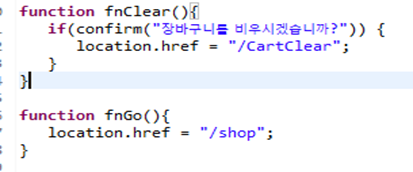 function fnClear(){
if(confirm("장바구니를 비우시겠습니까?")) {
location.href = "/CartClear";
}
}
function fnGo(){
location.href = "/shop";
}